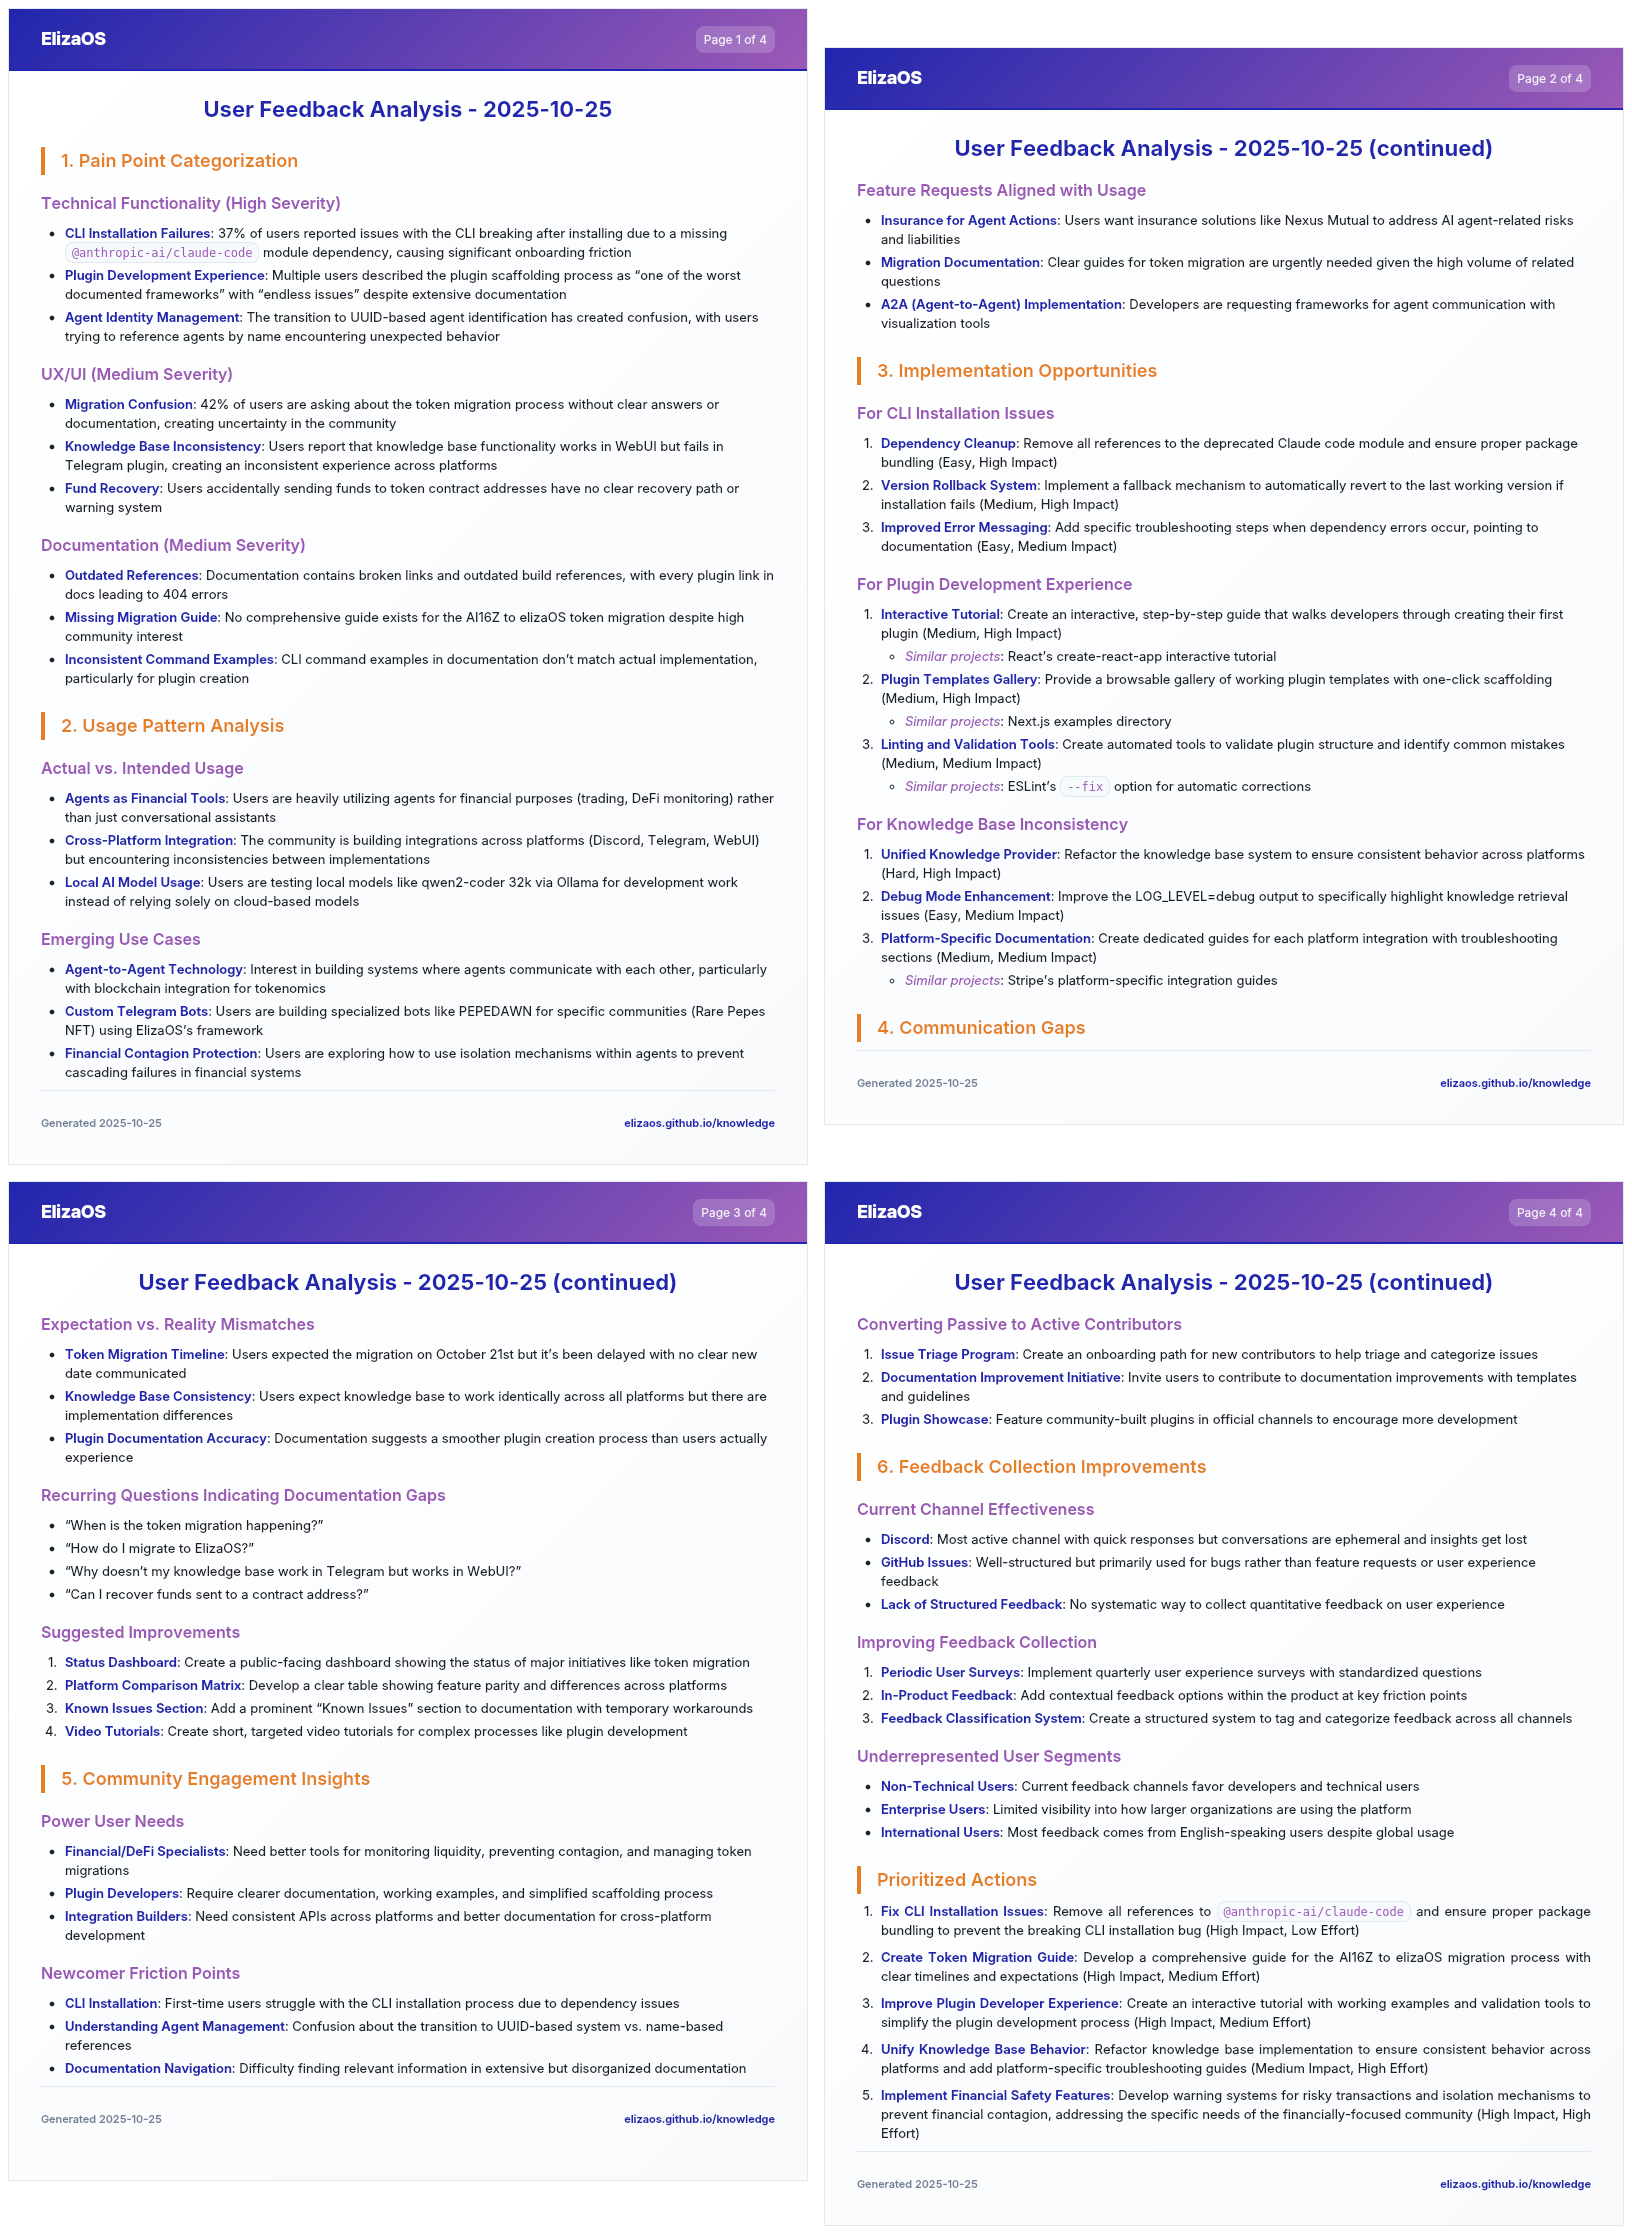 ElizaOS
Page 1 of 4
User Feedback Analysis - 2025-10-25
1. Pain Point Categorization
Technical Functionality (High Severity)
• CLI Installation Failures: 37% of users reported issues with the CLI breaking after installing due to a missing
@anthropic-ai/claude-code module dependency, causing significant onboarding friction
• Plugin Development Experience: Multiple users described the plugin scaffolding process as “one of the worst
documented frameworks” with “endless issues” despite extensive documentation
• Agent Identity Management: The transition to UUID-based agent identification has created confusion, with users
trying to reference agents by name encountering unexpected behavior
UX/UI (Medium Severity)
• Migration Confusion: 42% of users are asking about the token migration process without clear answers or
documentation, creating uncertainty in the community
• Knowledge Base Inconsistency: Users report that knowledge base functionality works in WebUI but fails in
Telegram plugin, creating an inconsistent experience across platforms
• Fund Recovery: Users accidentally sending funds to token contract addresses have no clear recovery path or
warning system
Documentation (Medium Severity)
• Outdated References: Documentation contains broken links and outdated build references, with every plugin link in
docs leading to 404 errors
• Missing Migration Guide: No comprehensive guide exists for the AI16Z to elizaOS token migration despite high
community interest
• Inconsistent Command Examples: CLI command examples in documentation don’t match actual implementation,
particularly for plugin creation
2. Usage Pattern Analysis
Actual vs. Intended Usage
• Agents as Financial Tools: Users are heavily utilizing agents for financial purposes (trading, DeFi monitoring) rather
than just conversational assistants
• Cross-Platform Integration: The community is building integrations across platforms (Discord, Telegram, WebUI)
but encountering inconsistencies between implementations
• Local AI Model Usage: Users are testing local models like qwen2-coder 32k via Ollama for development work
instead of relying solely on cloud-based models
Emerging Use Cases
• Agent-to-Agent Technology: Interest in building systems where agents communicate with each other, particularly
with blockchain integration for tokenomics
• Custom Telegram Bots: Users are building specialized bots like PEPEDAWN for specific communities (Rare Pepes
NFT) using ElizaOS’s framework
• Financial Contagion Protection: Users are exploring how to use isolation mechanisms within agents to prevent
cascading failures in financial systems
Generated 2025-10-25
elizaos.github.io/knowledge
ElizaOS
Page 2 of 4
User Feedback Analysis - 2025-10-25 (continued)
Feature Requests Aligned with Usage
• Insurance for Agent Actions: Users want insurance solutions like Nexus Mutual to address AI agent-related risks
and liabilities
• Migration Documentation: Clear guides for token migration are urgently needed given the high volume of related
questions
• A2A (Agent-to-Agent) Implementation: Developers are requesting frameworks for agent communication with
visualization tools
3. Implementation Opportunities
For CLI Installation Issues
1. Dependency Cleanup: Remove all references to the deprecated Claude code module and ensure proper package
bundling (Easy, High Impact)
2. Version Rollback System: Implement a fallback mechanism to automatically revert to the last working version if
installation fails (Medium, High Impact)
3. Improved Error Messaging: Add specific troubleshooting steps when dependency errors occur, pointing to
documentation (Easy, Medium Impact)
For Plugin Development Experience
1. Interactive Tutorial: Create an interactive, step-by-step guide that walks developers through creating their first
plugin (Medium, High Impact)
◦ Similar projects: React’s create-react-app interactive tutorial
2. Plugin Templates Gallery: Provide a browsable gallery of working plugin templates with one-click scaffolding
(Medium, High Impact)
◦ Similar projects: Next.js examples directory
3. Linting and Validation Tools: Create automated tools to validate plugin structure and identify common mistakes
(Medium, Medium Impact)
◦ Similar projects: ESLint’s --fix option for automatic corrections
For Knowledge Base Inconsistency
1. Unified Knowledge Provider: Refactor the knowledge base system to ensure consistent behavior across platforms
(Hard, High Impact)
2. Debug Mode Enhancement: Improve the LOG_LEVEL=debug output to specifically highlight knowledge retrieval
issues (Easy, Medium Impact)
3. Platform-Specific Documentation: Create dedicated guides for each platform integration with troubleshooting
sections (Medium, Medium Impact)
◦ Similar projects: Stripe’s platform-specific integration guides
4. Communication Gaps
Generated 2025-10-25
elizaos.github.io/knowledge
ElizaOS
Page 3 of 4
User Feedback Analysis - 2025-10-25 (continued)
Expectation vs. Reality Mismatches
• Token Migration Timeline: Users expected the migration on October 21st but it’s been delayed with no clear new
date communicated
• Knowledge Base Consistency: Users expect knowledge base to work identically across all platforms but there are
implementation differences
• Plugin Documentation Accuracy: Documentation suggests a smoother plugin creation process than users actually
experience
Recurring Questions Indicating Documentation Gaps
• “When is the token migration happening?”
• “How do I migrate to ElizaOS?”
• “Why doesn’t my knowledge base work in Telegram but works in WebUI?”
• “Can I recover funds sent to a contract address?”
Suggested Improvements
1. Status Dashboard: Create a public-facing dashboard showing the status of major initiatives like token migration
2. Platform Comparison Matrix: Develop a clear table showing feature parity and differences across platforms
3. Known Issues Section: Add a prominent “Known Issues” section to documentation with temporary workarounds
4. Video Tutorials: Create short, targeted video tutorials for complex processes like plugin development
5. Community Engagement Insights
Power User Needs
• Financial/DeFi Specialists: Need better tools for monitoring liquidity, preventing contagion, and managing token
migrations
• Plugin Developers: Require clearer documentation, working examples, and simplified scaffolding process
• Integration Builders: Need consistent APIs across platforms and better documentation for cross-platform
development
Newcomer Friction Points
• CLI Installation: First-time users struggle with the CLI installation process due to dependency issues
• Understanding Agent Management: Confusion about the transition to UUID-based system vs. name-based
references
• Documentation Navigation: Difficulty finding relevant information in extensive but disorganized documentation
Generated 2025-10-25
elizaos.github.io/knowledge
ElizaOS
Page 4 of 4
User Feedback Analysis - 2025-10-25 (continued)
Converting Passive to Active Contributors
1. Issue Triage Program: Create an onboarding path for new contributors to help triage and categorize issues
2. Documentation Improvement Initiative: Invite users to contribute to documentation improvements with templates
and guidelines
3. Plugin Showcase: Feature community-built plugins in official channels to encourage more development
6. Feedback Collection Improvements
Current Channel Effectiveness
• Discord: Most active channel with quick responses but conversations are ephemeral and insights get lost
• GitHub Issues: Well-structured but primarily used for bugs rather than feature requests or user experience
feedback
• Lack of Structured Feedback: No systematic way to collect quantitative feedback on user experience
Improving Feedback Collection
1. Periodic User Surveys: Implement quarterly user experience surveys with standardized questions
2. In-Product Feedback: Add contextual feedback options within the product at key friction points
3. Feedback Classification System: Create a structured system to tag and categorize feedback across all channels
Underrepresented User Segments
• Non-Technical Users: Current feedback channels favor developers and technical users
• Enterprise Users: Limited visibility into how larger organizations are using the platform
• International Users: Most feedback comes from English-speaking users despite global usage
Prioritized Actions
1. Fix CLI Installation Issues: Remove all references to @anthropic-ai/claude-code and ensure proper package
bundling to prevent the breaking CLI installation bug (High Impact, Low Effort)
2. Create Token Migration Guide: Develop a comprehensive guide for the AI16Z to elizaOS migration process with
clear timelines and expectations (High Impact, Medium Effort)
3. Improve Plugin Developer Experience: Create an interactive tutorial with working examples and validation tools to
simplify the plugin development process (High Impact, Medium Effort)
4. Unify Knowledge Base Behavior: Refactor knowledge base implementation to ensure consistent behavior across
platforms and add platform-specific troubleshooting guides (Medium Impact, High Effort)
5. Implement Financial Safety Features: Develop warning systems for risky transactions and isolation mechanisms to
prevent financial contagion, addressing the specific needs of the financially-focused community (High Impact, High
Effort)
Generated 2025-10-25
elizaos.github.io/knowledge